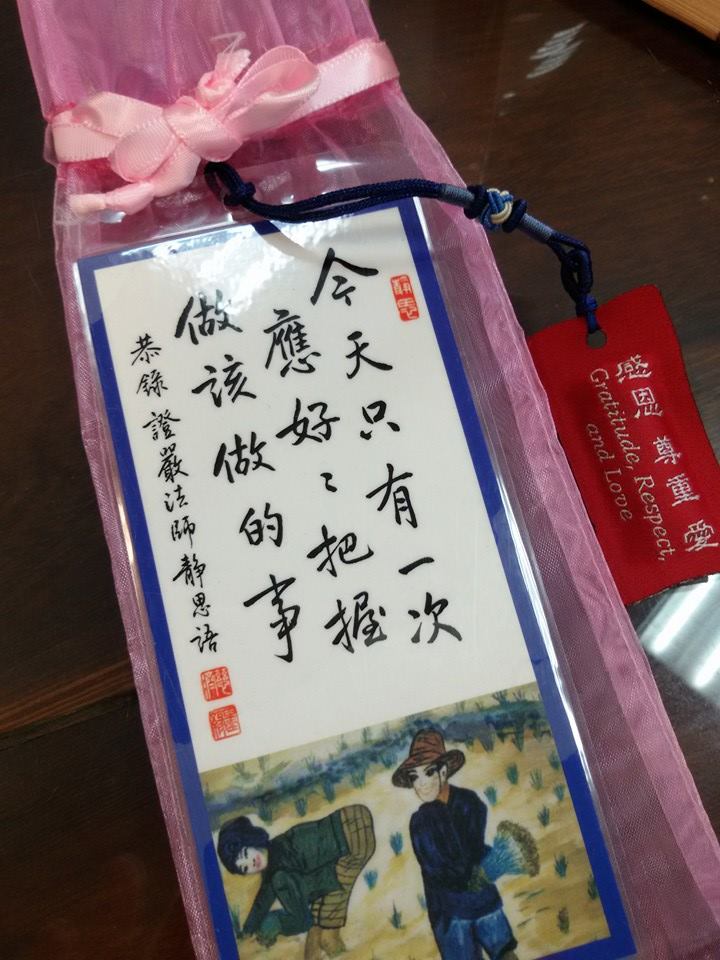 今天只有一次
應好好把握
做該做的事
恭錄證嚴法師靜思語
感恩 尊重 愛
Gratitude, Respect,
and Love